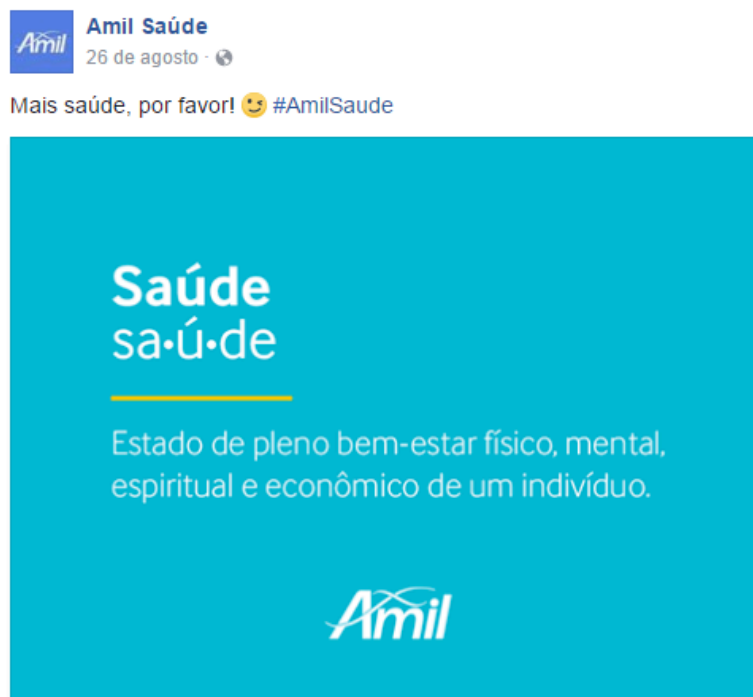 Amil
Amil Saúde
26 de agosto ·
Mais saúde, por favor! 😉 #AmilSaude
Saúde
sa•ú•de
Estado de pleno bem-estar físico, mental,
espiritual e econômico de um indivíduo.
Amil